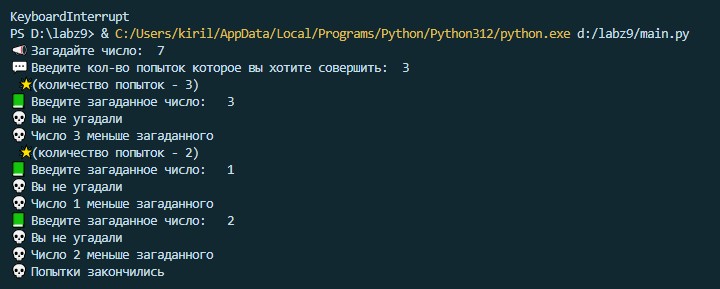 KeyboardInterrupt
PS D:\labz9> & C:/Users/kiril/AppData/Local/Programs/Python/Python312/python.exe d:/labz9/main.py
📢 Загадайте число:  7
💬 Введите кол-во попыток которое вы хотите совершить:  3
⭐(количество попыток - 3)
📗 Введите загаданное число:   3
💀 Вы не угадали
💀 Число 3 меньше загаданного
⭐(количество попыток - 2)
📗 Введите загаданное число:   1
💀 Вы не угадали
💀 Число 1 меньше загаданного
📗 Введите загаданное число:   2
💀 Вы не угадали
💀 Число 2 меньше загаданного
💀 Попытки закончились